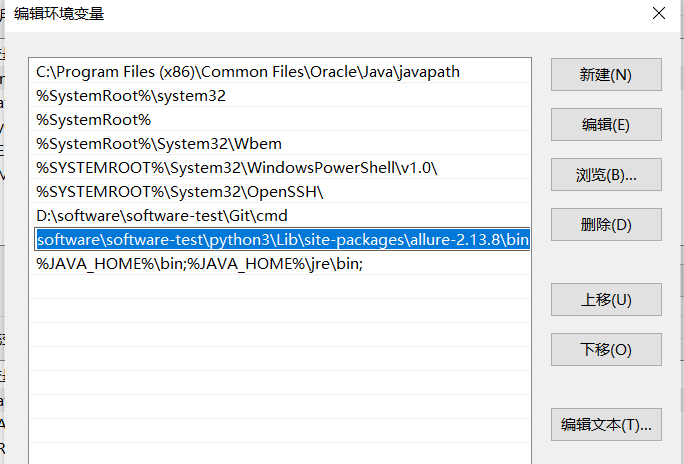 编辑环境变量
C:\Program Files (x86)\Common Files\Oracle\Java\javapath
新建(N)
%SystemRoot%\system32
%SystemRoot%
编辑(E)
%SystemRoot%\System32\Wbem
%SYSTEMROOT%\System32\WindowsPowerShell\v1.0\
浏览(B)...
%SYSTEMROOT%\System32\OpenSSH\
D:\software\software-test\Git\cmd
删除(D)
software\software-test\python3\Lib\site-packages\allure-2.13.8\bin
%JAVA_HOME%\bin;%JAVA_HOME%\jre\bin;
上移(U)
下移(O)
编辑文本(T)...